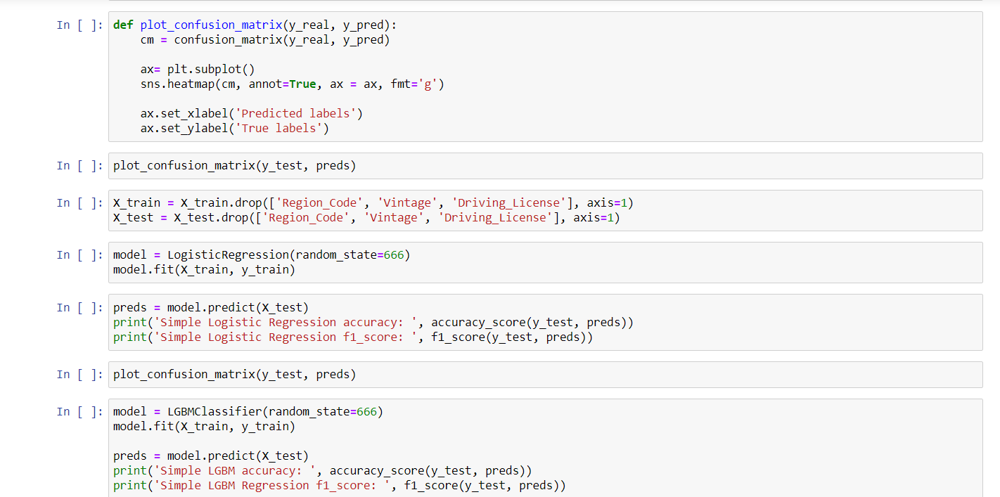 In [ ]: def plot_confusion_matrix(y_real, y_pred):
    cm = confusion_matrix(y_real, y_pred)
    ax= plt.subplot()
    sns.heatmap(cm, annot=True, ax = ax, fmt='g')
    ax.set_xlabel('Predicted labels')
    ax.set_ylabel('True labels')
In [ ]: plot_confusion_matrix(y_test, preds)
In [ ]: X_train = X_train.drop(['Region_Code', 'Vintage', 'Driving_License'], axis=1)
X_test = X_test.drop(['Region_Code', 'Vintage', 'Driving_License'], axis=1)
In [ ]: model = LogisticRegression(random_state=666)
model.fit(X_train, y_train)
In [ ]: preds = model.predict(X_test)
print('Simple Logistic Regression accuracy: ', accuracy_score(y_test, preds))
print('Simple Logistic Regression f1_score: ', f1_score(y_test, preds))
In [ ]: plot_confusion_matrix(y_test, preds)
In [ ]: model = LGBMClassifier(random_state=666)
model.fit(X_train, y_train)
preds = model.predict(X_test)
print('Simple LGBM accuracy: ', accuracy_score(y_test, preds))
print('Simple LGBM Regression f1_score: ', f1_score(y_test, preds))